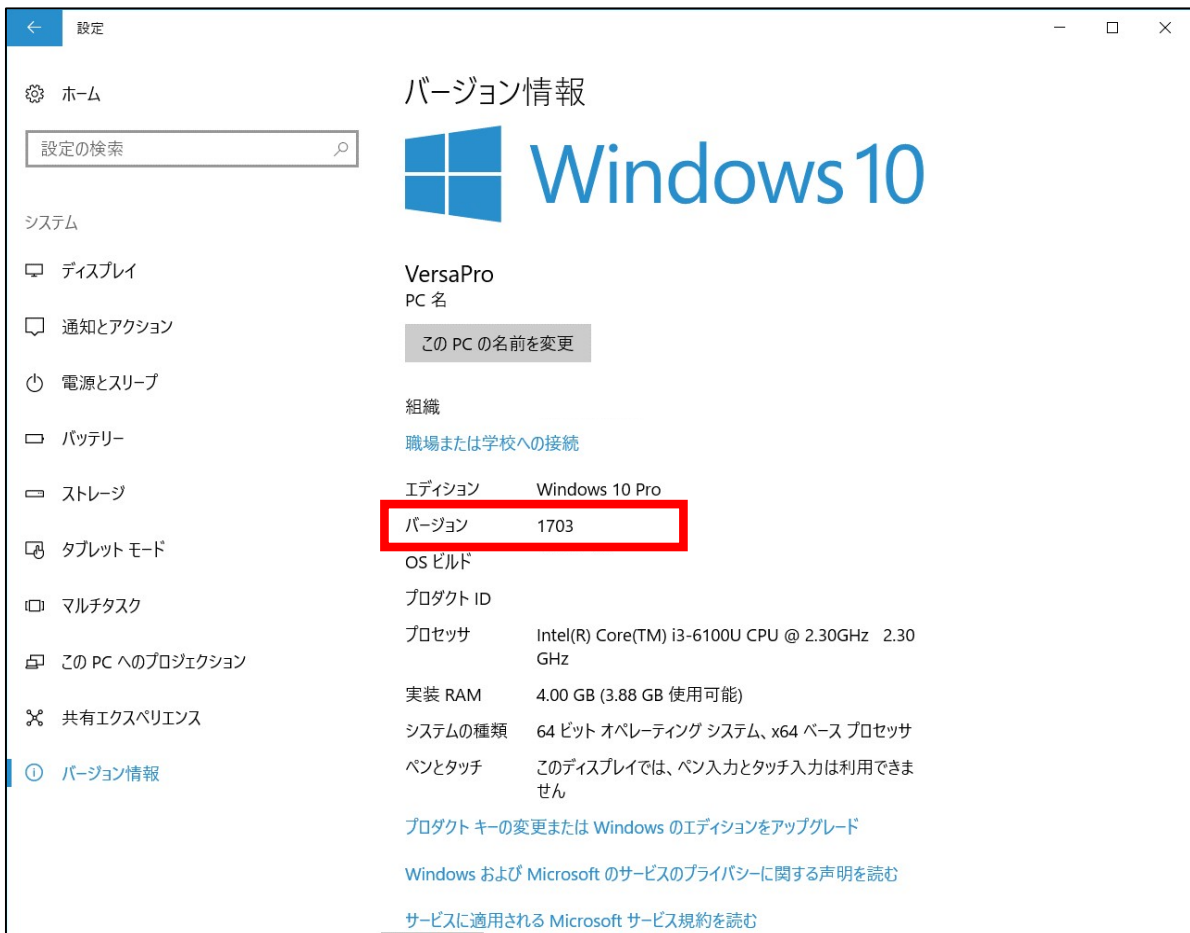 設定
ホーム
設定の検索
システム
ディスプレイ
通知とアクション
電源とスリープ
バッテリー
ストレージ
タブレット モード
マルチタスク
この PC へのプロジェクション
共有エクスペリエンス
バージョン情報
バージョン情報
Windows 10
VersaPro
PC 名
この PC の名前を変更
組織
職場または学校への接続
エディション Windows 10 Pro
バージョン 1703
OS ビルド
プロダクト ID
プロセッサ Intel(R) Core(TM) i3-6100U CPU @ 2.30GHz 2.30
GHz
実装 RAM 4.00 GB (3.88 GB 使用可能)
システムの種類 64 ビット オペレーティング システム、x64 ベース プロセッサ
ペンとタッチ このディスプレイでは、ペン入力とタッチ入力は利用できま
せん
プロダクト キーの変更または Windows のエディションをアップグレード
Windows および Microsoft のサービスのプライバシーに関する声明を読む
サービスに適用される Microsoft サービス規約を読む